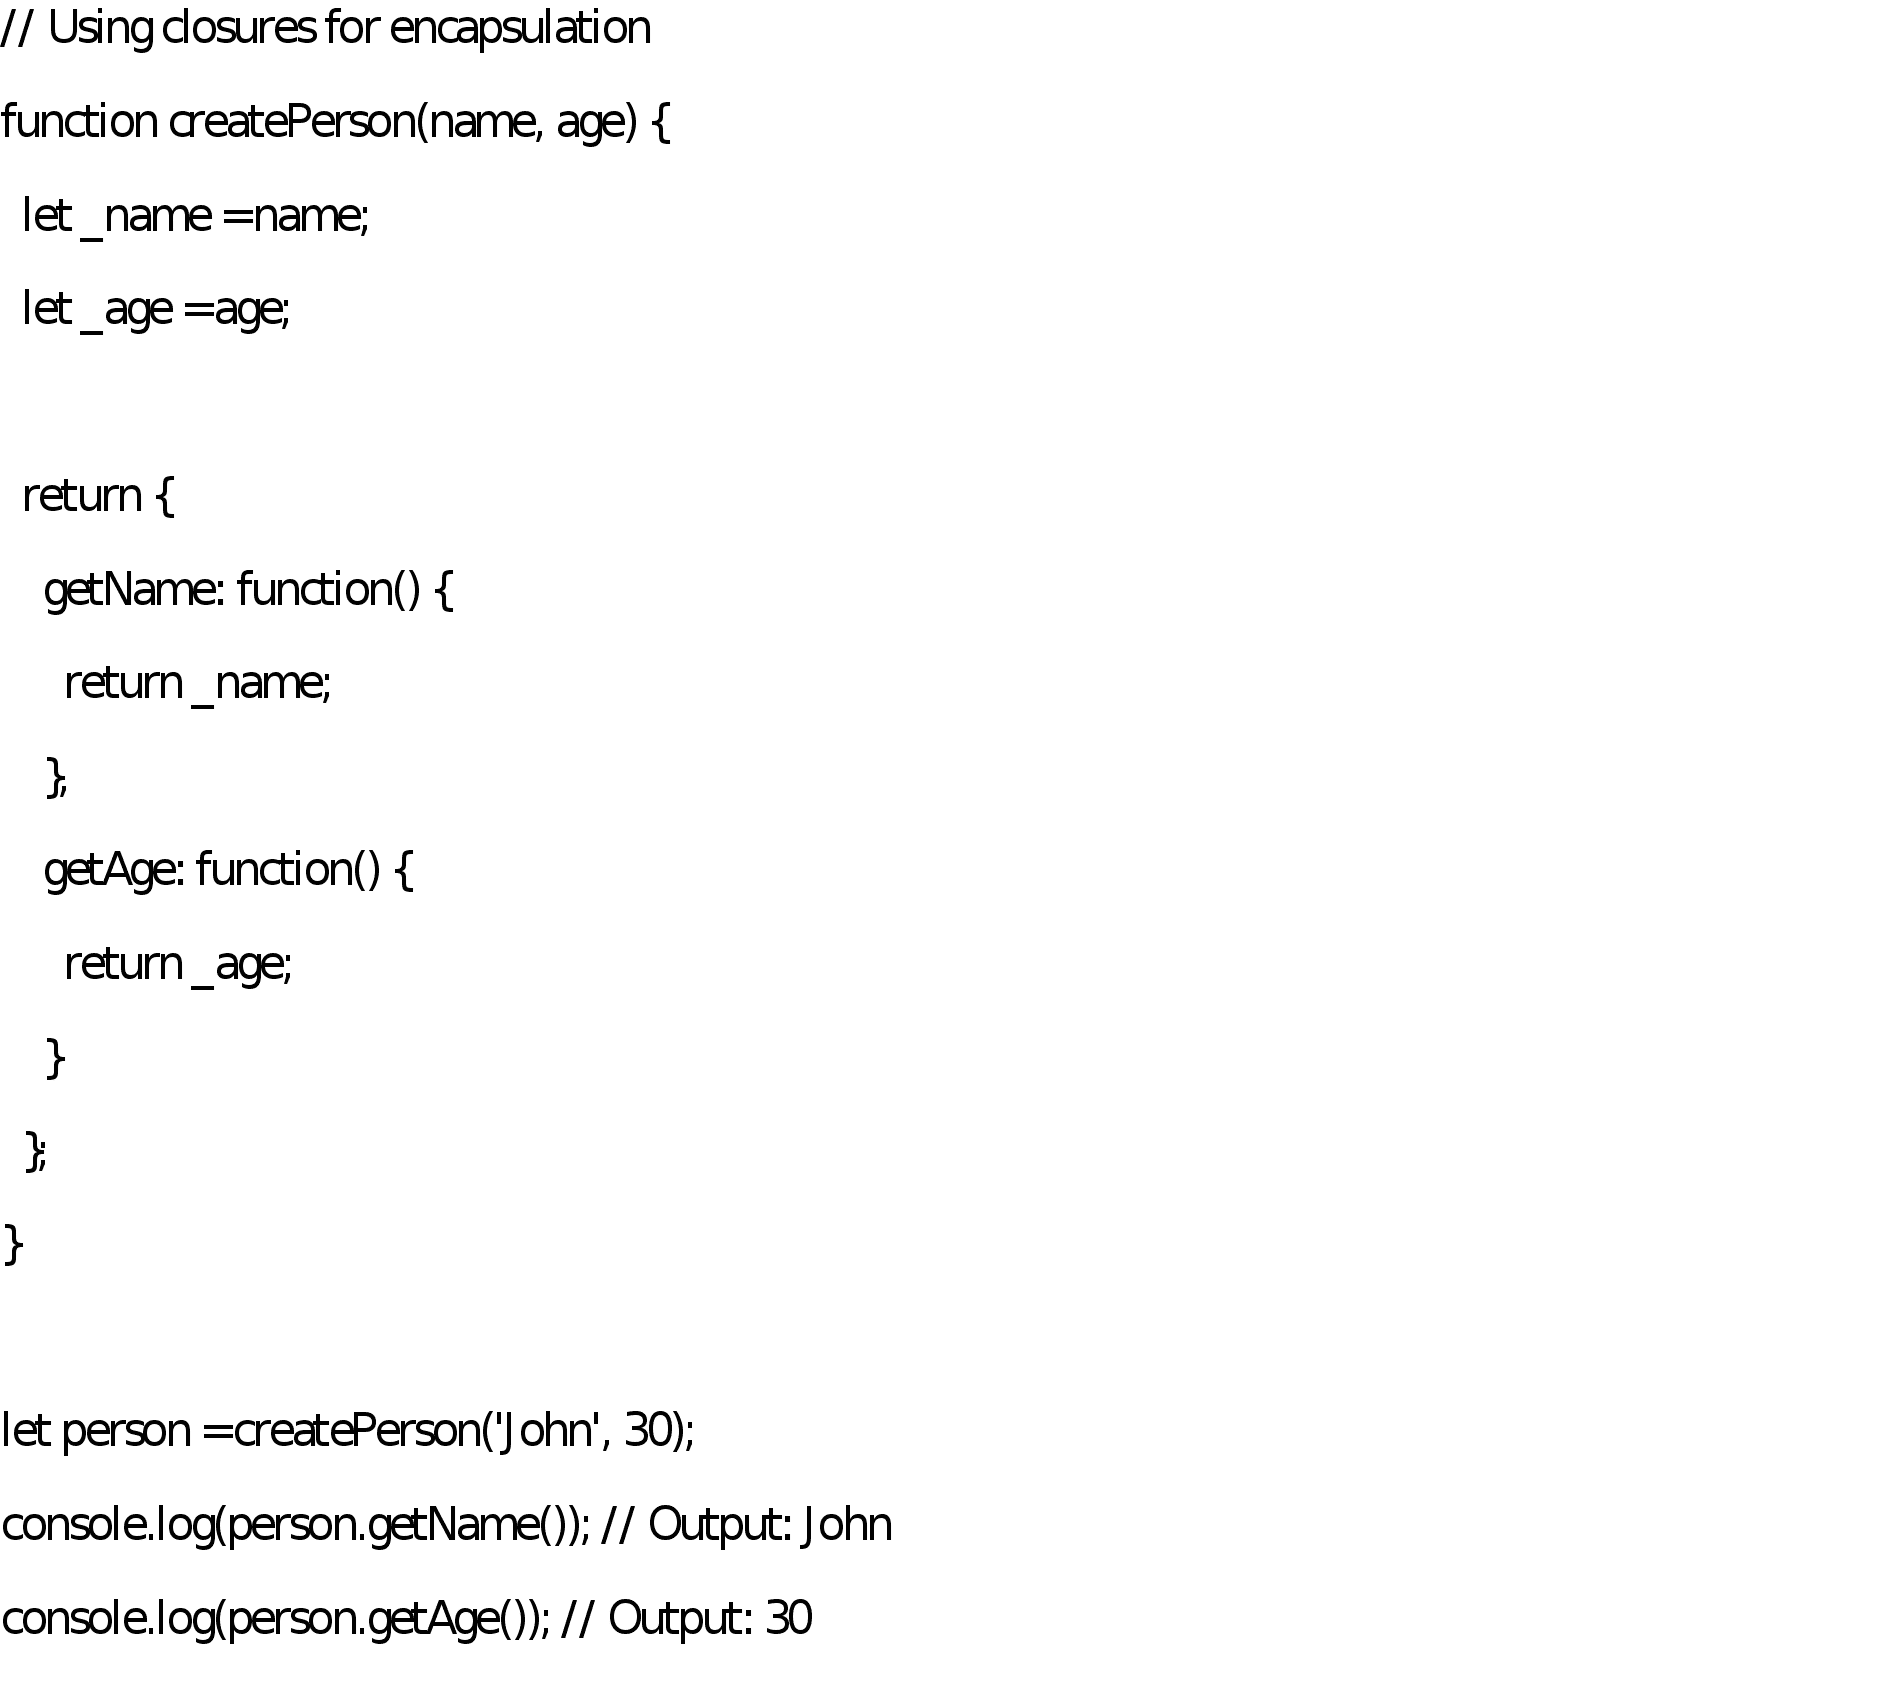 // Using closures for encapsulation
function createPerson(name, age) {
  let _name = name;
  let _age = age;

  return {
    getName: function() {
      return _name;
    },
    getAge: function() {
      return _age;
    }
  };
}

let person = createPerson('John', 30);
console.log(person.getName()); // Output: John
console.log(person.getAge()); // Output: 30